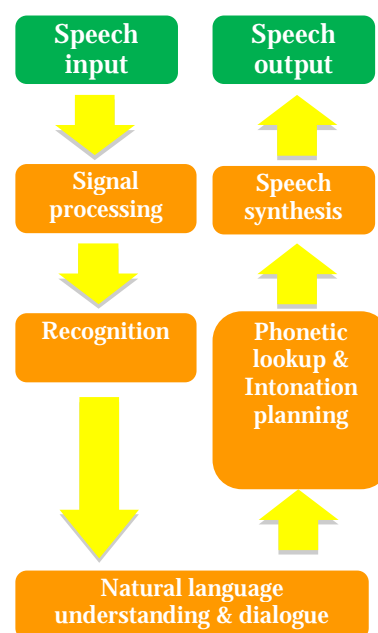 Speech
input
Speech
output
Signal
processing
Speech
synthesis
Recognition
Phonetic
lookup &
Intonation
planning
Natural language
understanding & dialogue